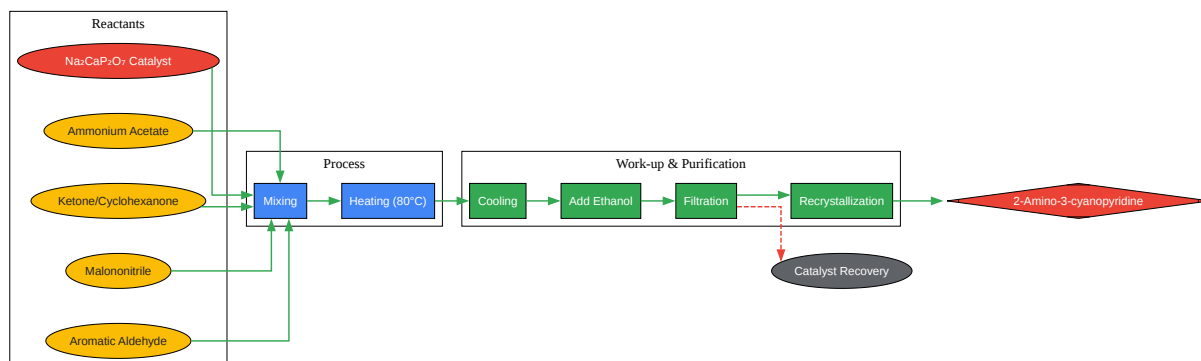 Reactants
Na₂CaP₂O₇ Catalyst
Ammonium Acetate
Ketone/Cyclohexanone
Malononitrile
Aromatic Aldehyde
Process
Mixing
Heating (80°C)
Work-up & Purification
Cooling
Add Ethanol
Filtration
Recrystallization
Catalyst Recovery
2-Amino-3-cyanopyridine